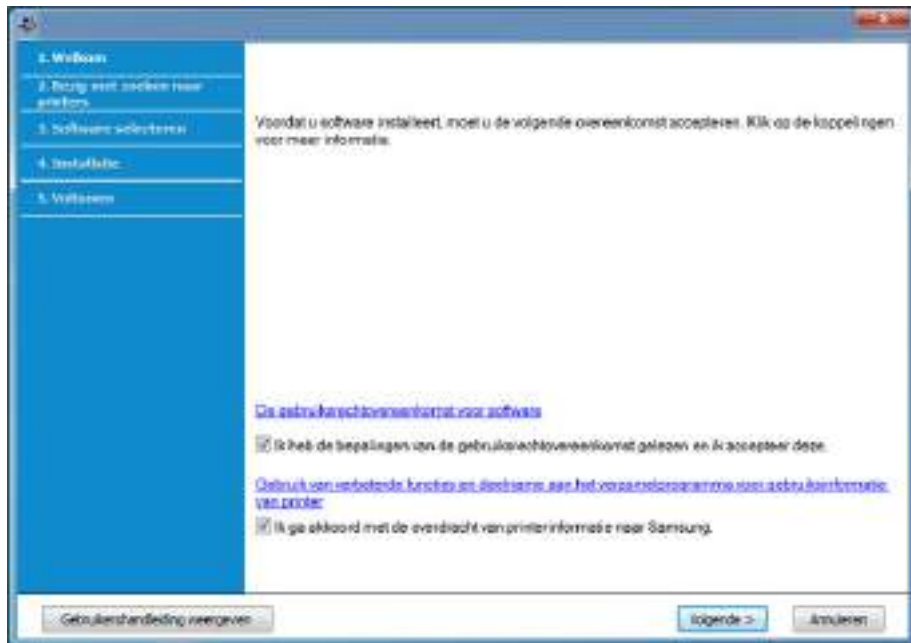 1. Welkom
2. Bezig met zoeken naar
printers
3. Software selecteren
4. Installatie
5. Voltooien
Voordat u software installeert, moet u de volgende overeenkomst accepteren. Klik op de koppelingen
voor meer informatie.
De gebruiksrechtovereenkomst voor software
Ik heb de bepalingen van de gebruiksrechtovereenkomst gelezen en ik accepteer deze.
Gebruik van verbeterde functies en deelname aan het verzamelprogramma voor gebruiksinformatie
van printer
Ik ga akkoord met de overdracht van printerinformatie naar Samsung.
Gebruikershandleiding weergeven
Volgende >
Annuleren